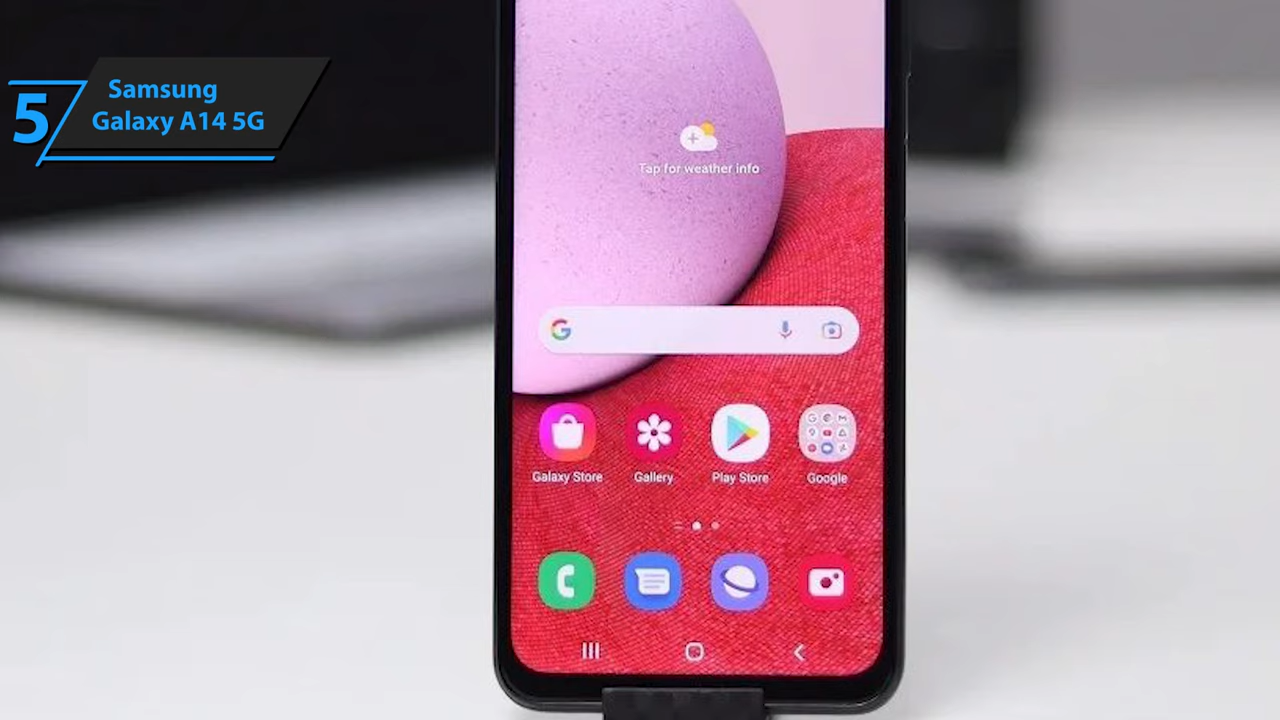 5
Samsung
Galaxy A14 5G
Tap for weather info
G
Galaxy Store
Gallery
Play Store
Google